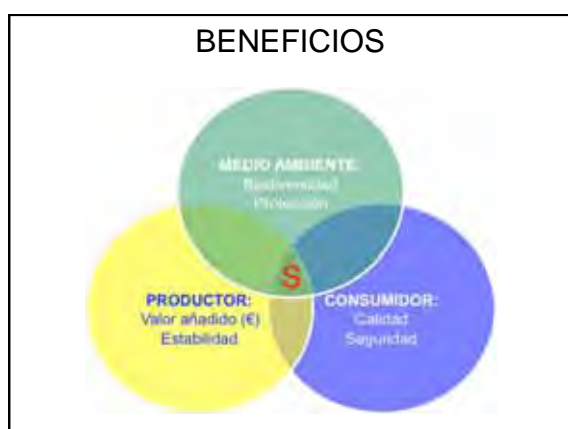 BENEFICIOS
MEDIO AMBIENTE:
Biodiversidad
Protección
S
PRODUCTOR:
Valor añadido (€)
Estabilidad
CONSUMIDOR:
Calidad
Seguridad